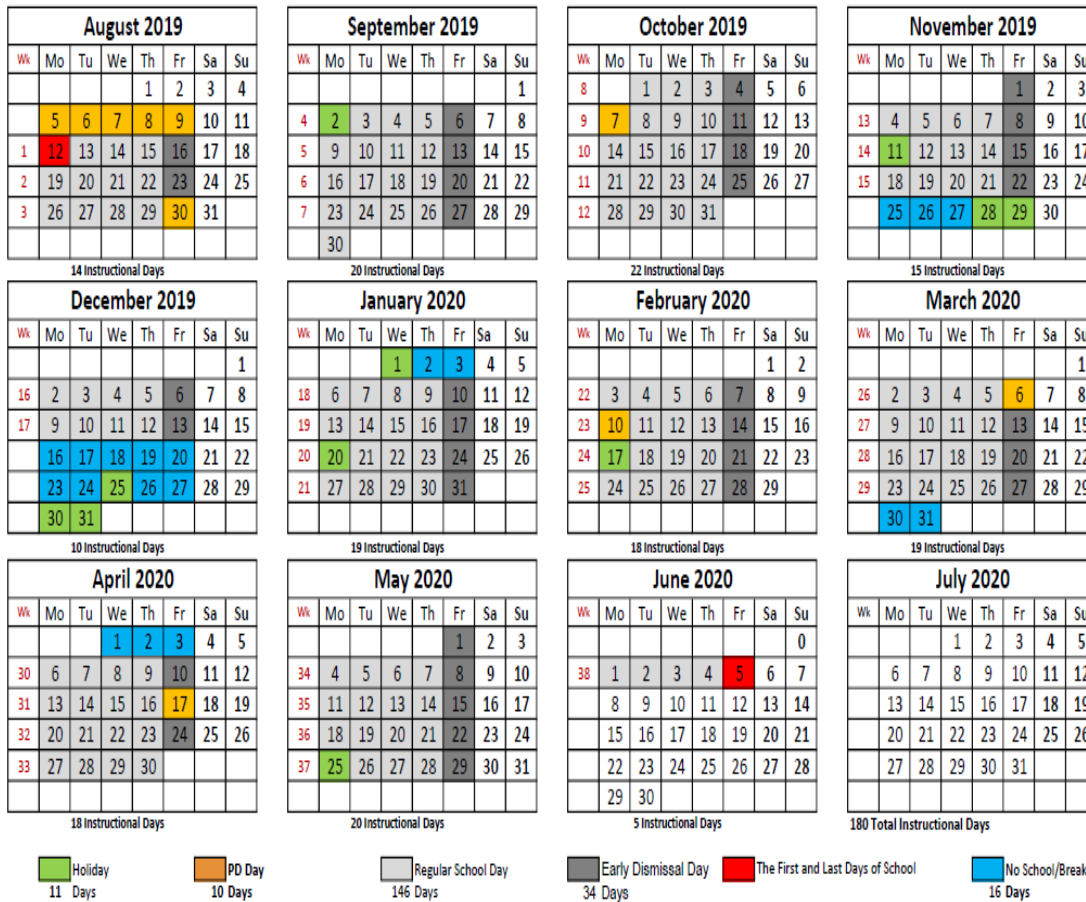 August 2019
Wk Mo Tu We Th Fr Sa Su
1 2 3 4
5 6 7 8 9 10 11
1 12 13 14 15 16 17 18
2 19 20 21 22 23 24 25
3 26 27 28 29 30 31
14 Instructional Days
September 2019
Wk Mo Tu We Th Fr Sa Su
1
4 2 3 4 5 6 7 8
5 9 10 11 12 13 14 15
6 16 17 18 19 20 21 22
7 23 24 25 26 27 28 29
30
20 Instructional Days
October 2019
Wk Mo Tu We Th Fr Sa Su
8 1 2 3 4 5 6
9 7 8 9 10 11 12 13
10 14 15 16 17 18 19 20
11 21 22 23 24 25 26 27
12 28 29 30 31
22 Instructional Days
November 2019
Wk Mo Tu We Th Fr Sa Su
1 2 3
13 4 5 6 7 8 9 10
14 11 12 13 14 15 16 17
15 18 19 20 21 22 23 24
25 26 27 28 29 30
15 Instructional Days
December 2019
Wk Mo Tu We Th Fr Sa Su
1
16 2 3 4 5 6 7 8
17 9 10 11 12 13 14 15
16 17 18 19 20 21 22
23 24 25 26 27 28 29
30 31
10 Instructional Days
January 2020
Wk Mo Tu We Th Fr Sa Su
1 2 3 4 5
18 6 7 8 9 10 11 12
19 13 14 15 16 17 18 19
20 20 21 22 23 24 25 26
21 27 28 29 30 31
19 Instructional Days
February 2020
Wk Mo Tu We Th Fr Sa Su
1 2
22 3 4 5 6 7 8 9
23 10 11 12 13 14 15 16
24 17 18 19 20 21 22 23
25 24 25 26 27 28 29
18 Instructional Days
March 2020
Wk Mo Tu We Th Fr Sa Su
1
26 2 3 4 5 6 7 8
27 9 10 11 12 13 14 15
28 16 17 18 19 20 21 22
29 23 24 25 26 27 28 29
30 31
19 Instructional Days
April 2020
Wk Mo Tu We Th Fr Sa Su
1 2 3 4 5
30 6 7 8 9 10 11 12
31 13 14 15 16 17 18 19
32 20 21 22 23 24 25 26
33 27 28 29 30
18 Instructional Days
May 2020
Wk Mo Tu We Th Fr Sa Su
1 2 3
34 4 5 6 7 8 9 10
35 11 12 13 14 15 16 17
36 18 19 20 21 22 23 24
37 25 26 27 28 29 30 31
20 Instructional Days
June 2020
Wk Mo Tu We Th Fr Sa Su
0
38 1 2 3 4 5 6 7
8 9 10 11 12 13 14
15 16 17 18 19 20 21
22 23 24 25 26 27 28
29 30
5 Instructional Days
July 2020
Wk Mo Tu We Th Fr Sa Su
1 2 3 4 5
6 7 8 9 10 11 12
13 14 15 16 17 18 19
20 21 22 23 24 25 26
27 28 29 30 31
180 Total Instructional Days
Holiday
11 Days
PD Day
10 Days
Regular School Day
146 Days
Early Dismissal Day
34 Days
The First and Last Days of School
No School/Break
16 Days